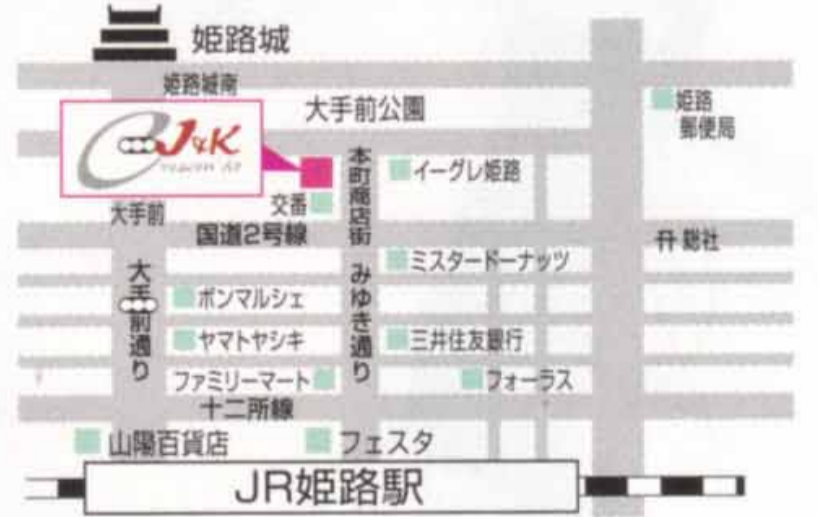 姫路城
姫路城南
大手前公園
姫路
郵便局
J&K
本町商店街
イーグレ姫路
交番
大手前
国道2号線
総社
ミスタードーナッツ
大手前通り
みゆき通り
ボンマルシェ
ヤマトヤシキ
三井住友銀行
ファミリーマート
フォーラス
十二所線
山陽百貨店
フェスタ
JR姫路駅